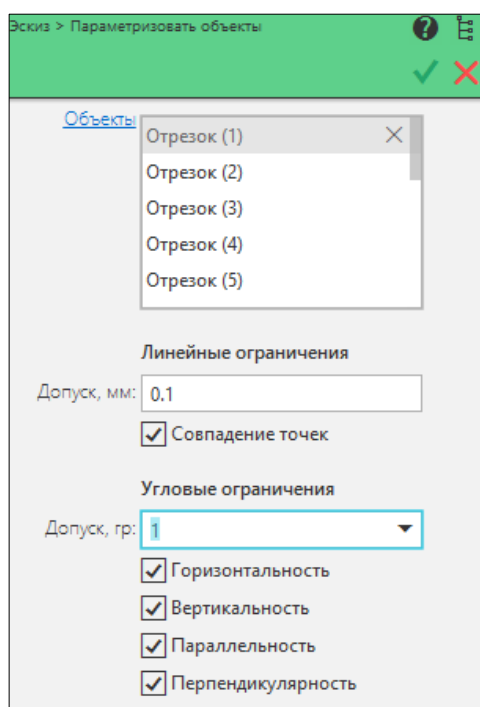 Эскиз > Параметризовать объекты
Объекты
Отрезок (1)
Отрезок (2)
Отрезок (3)
Отрезок (4)
Отрезок (5)
Линейные ограничения
Допуск, мм: 0.1
Совпадение точек
Угловые ограничения
Допуск, гр: 1
Горизонтальность
Вертикальность
Параллельность
Перпендикулярность